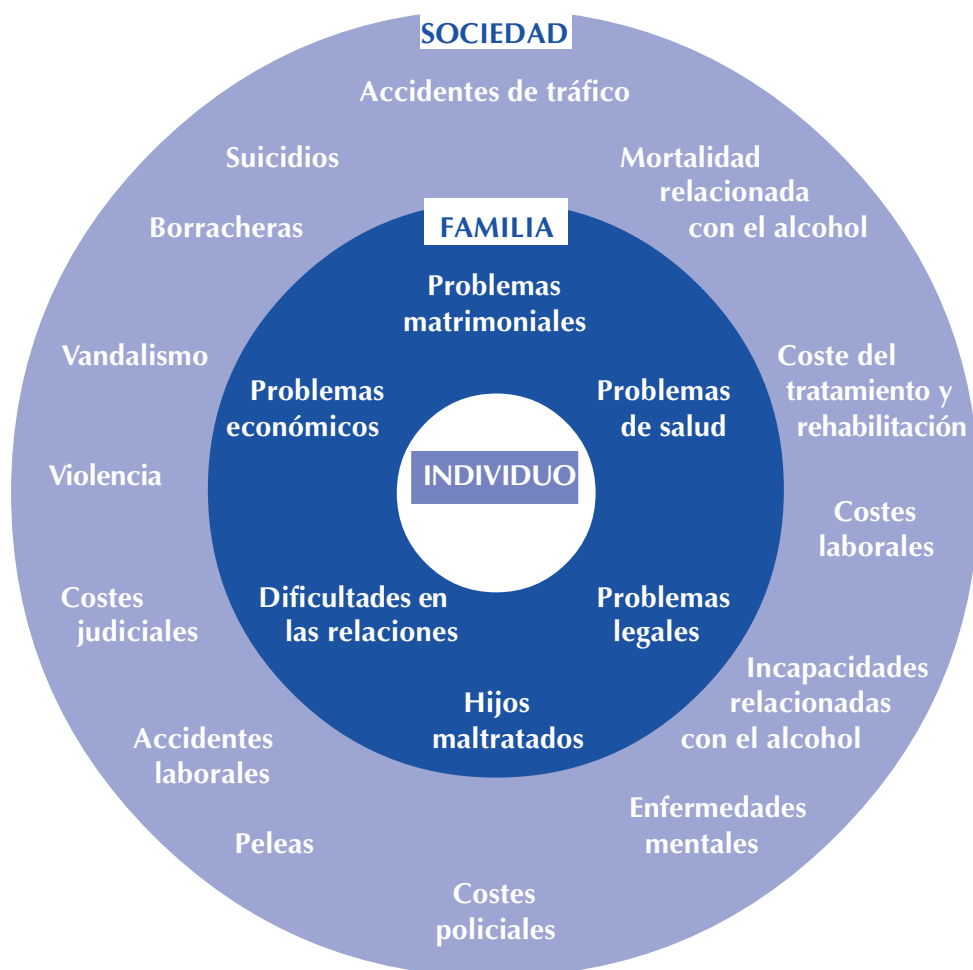 SOCIEDAD
Accidentes de tráfico
Suicidios
Mortalidad
relacionada
con el alcohol
Borracheras
FAMILIA
Problemas
matrimoniales
Vandalismo
Coste del
tratamiento y
rehabilitación
Problemas
económicos
Problemas
de salud
INDIVIDUO
Violencia
Costes
laborales
Costes
judiciales
Dificultades en
las relaciones
Problemas
legales
Incapacidades
relacionadas
con el alcohol
Hijos
maltratados
Accidentes
laborales
Enfermedades
mentales
Peleas
Costes
policiales